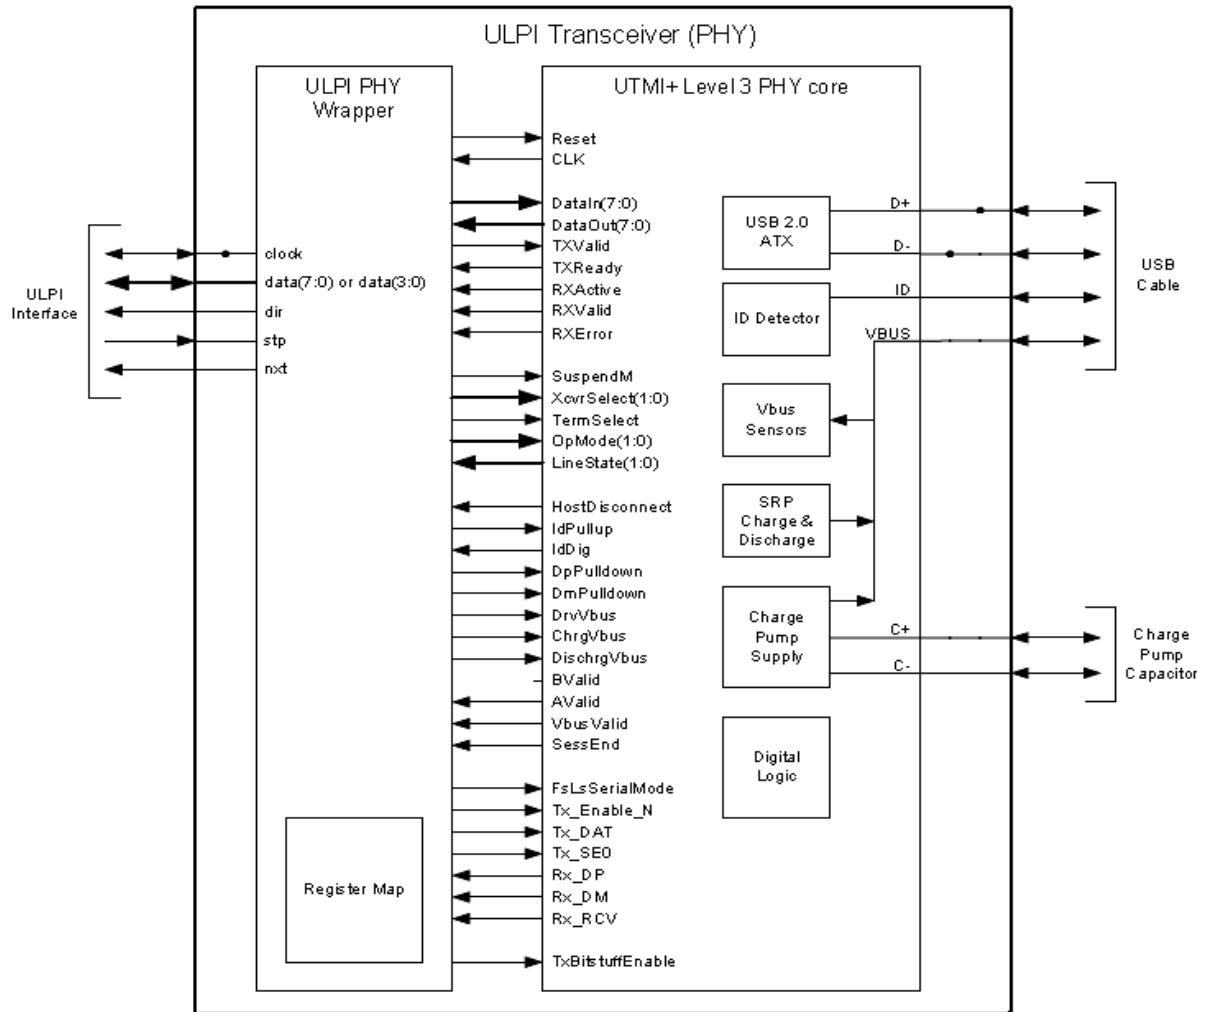 ULPI Transceiver (PHY)
ULPI PHY
Wrapper
UTMI+ Level 3 PHY core
Reset
CLK
DataIn(7:0)
DataOut(7:0)
TXValid
TXReady
RXActive
RXValid
RXError
SuspendM
XcvrSelect(1:0)
TermSelect
OpMode(1:0)
LineState(1:0)
HostDisconnect
IdPullup
IdDig
DpPulldown
DmPulldown
DrvVbus
ChrgVbus
DischrgVbus
BValid
AValid
VbusValid
SessEnd
FsLsSerialMode
Tx_Enable_N
Tx_DAT
Tx_SE0
Rx_DP
Rx_DM
Rx_RCV
TxBitstuffEnable
ULPI
Interface
clock
data(7:0) or data(3:0)
dir
stp
nxt
Register Map
USB 2.0
ATX
ID Detector
Vbus
Sensors
SRP
Charge &
Discharge
Charge
Pump
Supply
Digital
Logic
D+
D-
ID
VBUS
C+
C-
USB
Cable
Charge
Pump
Capacitor